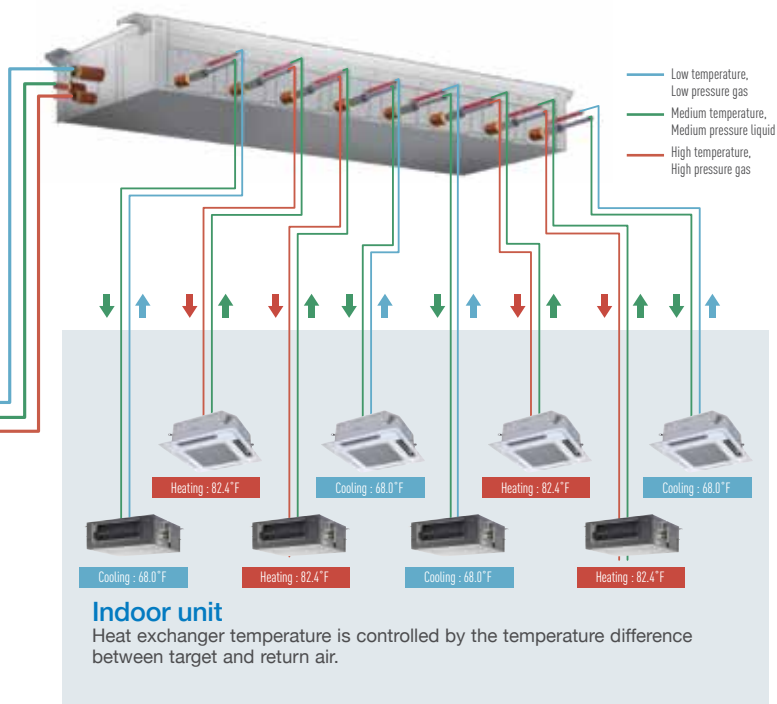 Low temperature,
Low pressure gas
Medium temperature,
Medium pressure liquid
High temperature,
High pressure gas
Heating : 82.4˚F
Cooling : 68.0˚F
Heating : 82.4˚F
Cooling : 68.0˚F
Cooling : 68.0˚F
Heating : 82.4˚F
Cooling : 68.0˚F
Heating : 82.4˚F
Indoor unit
Heat exchanger temperature is controlled by the temperature difference
between target and return air.